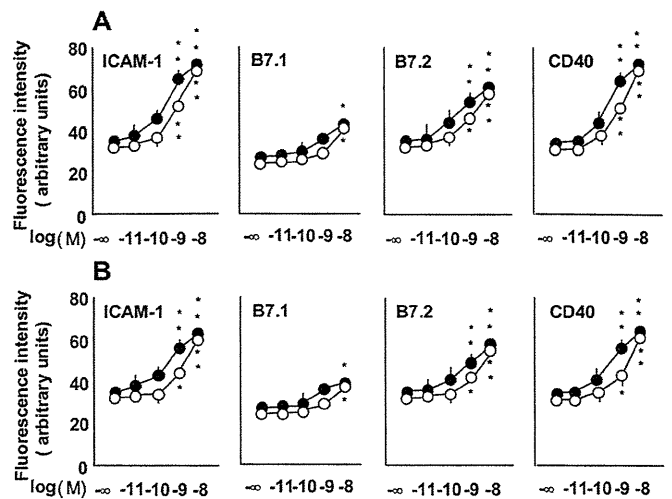 A
ICAM-1 B7.1 B7.2 CD40
Fluorescence intensity
( arbitrary units)
80
60
40
20
0
log(M) -∞ -11-10 -9 -8 -∞ -11-10 -9 -8 -∞ -11-10 -9 -8 -∞ -11-10 -9 -8
B
ICAM-1 B7.1 B7.2 CD40
Fluorescence intensity
( arbitrary units)
80
60
40
20
0
log(M) -∞ -11-10 -9 -8 -∞ -11-10 -9 -8 -∞ -11-10 -9 -8 -∞ -11-10 -9 -8